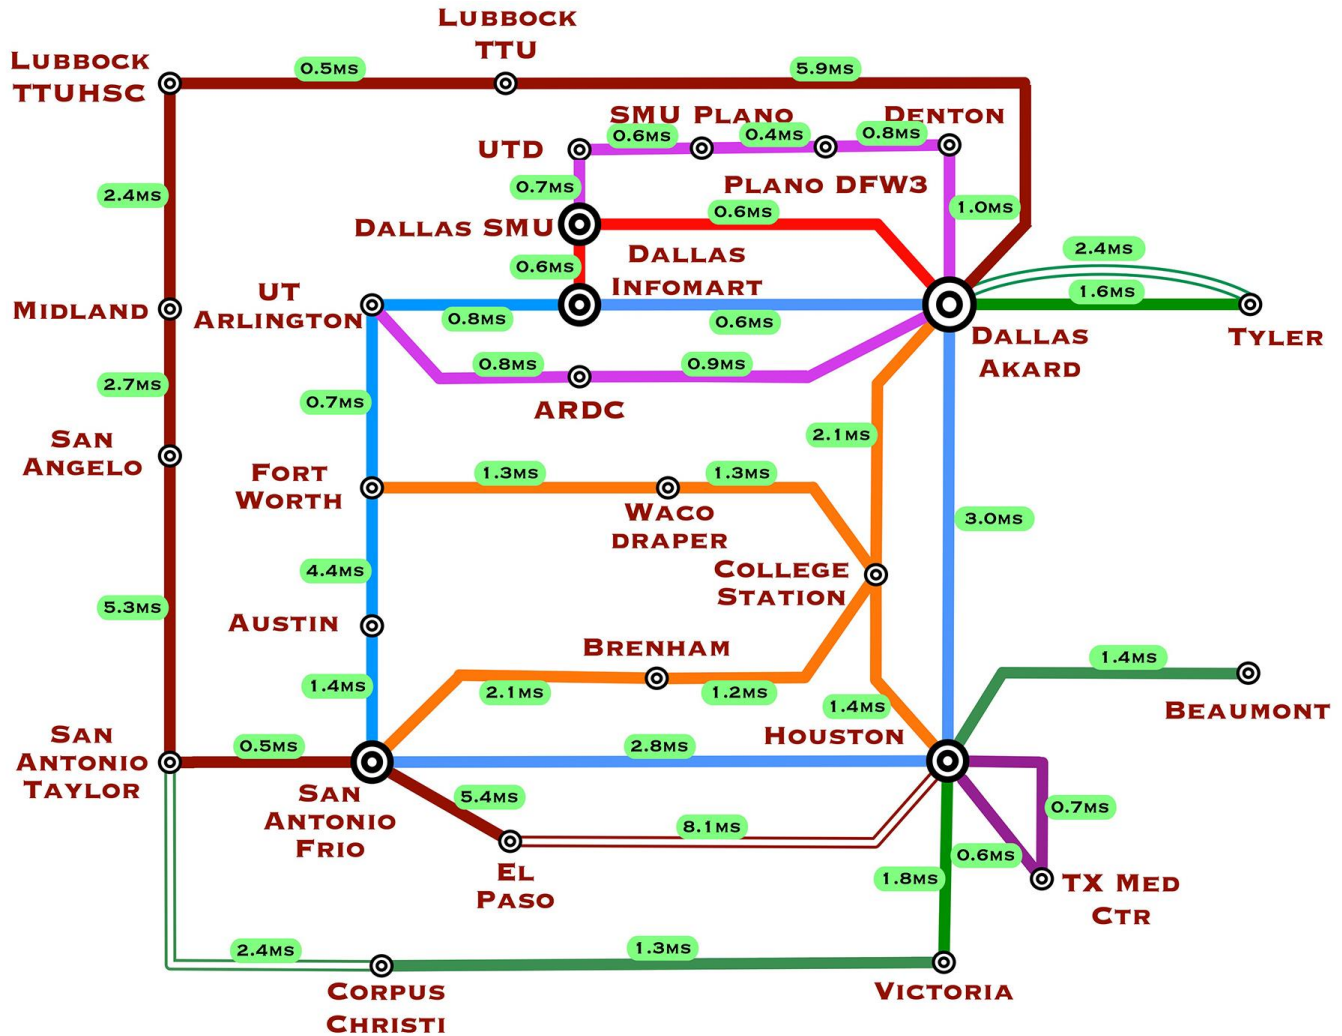 Lubbock
TTU
Lubbock
TTUHSC
0.5ms
5.9ms
SMU Plano
Denton
0.6ms
0.4ms
0.8ms
UTD
Plano DFW3
2.4ms
0.7ms
0.6ms
1.0ms
Dallas SMU
Dallas
Infomart
0.6ms
2.4ms
1.6ms
UT
Arlington
Midland
0.8ms
0.6ms
Dallas
Akard
Tyler
0.8ms
0.9ms
2.7ms
0.7ms
ARDC
San
Angelo
2.1ms
Fort
Worth
1.3ms
1.3ms
Waco
draper
3.0ms
4.4ms
College
Station
5.3ms
Austin
Brenham
1.4ms
1.4ms
2.1ms
1.2ms
1.4ms
Beaumont
San
Antonio
Taylor
0.5ms
2.8ms
Houston
San
Antonio
Frio
5.4ms
8.1ms
0.7ms
0.6ms
El
Paso
1.8ms
TX Med
Ctr
2.4ms
1.3ms
Corpus
Christi
Victoria